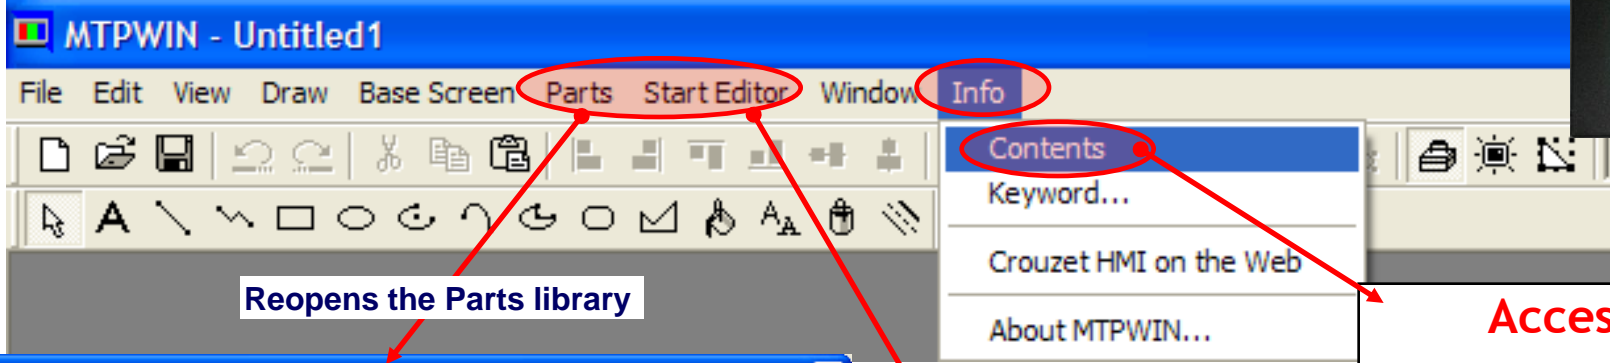 MTPWIN - Untitled1
File Edit View Draw Base Screen Parts Start Editor Window Info
Contents
Keyword...
Crouzet HMI on the Web
Reopens the Parts library
About MTPWIN...